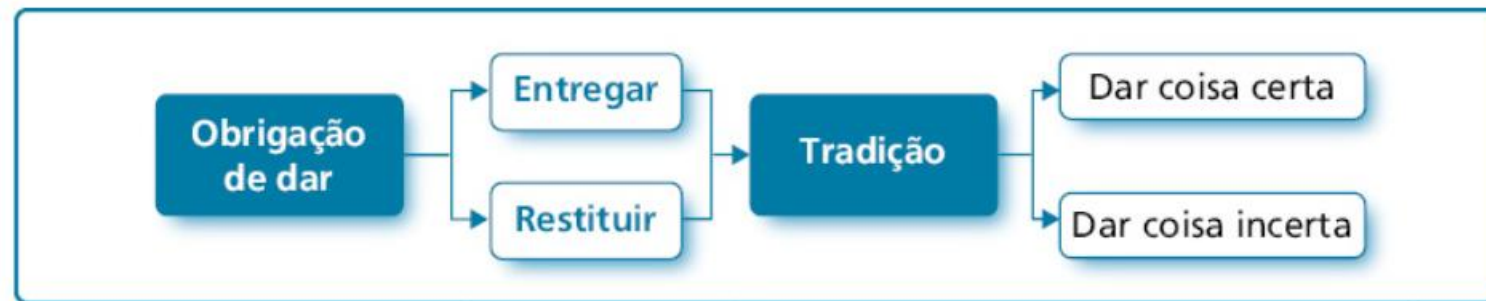 Obrigação
de dar
Entregar
Restituir
Tradição
Dar coisa certa
Dar coisa incerta